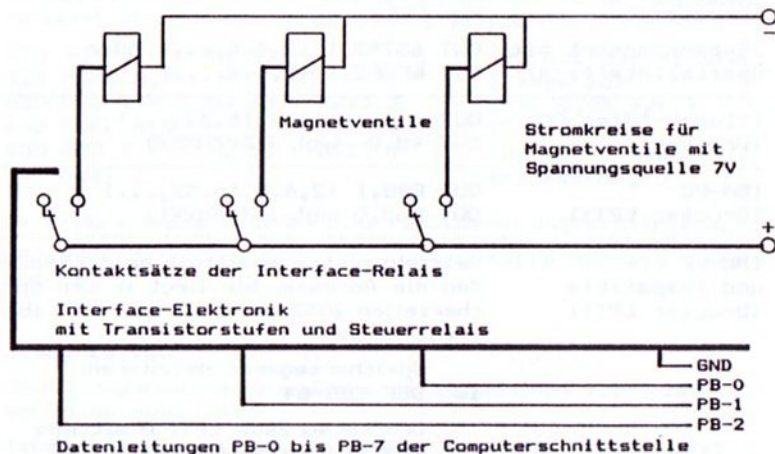 −
Magnetventile
Stromkreise für
Magnetventile mit
Spannungsquelle 7V
+
Kontaktsätze der Interface-Relais
Interface-Elektronik
mit Transistorstufen und Steuerrelais
GND
PB-0
PB-1
PB-2
Datenleitungen PB-0 bis PB-7 der Computerschnittstelle